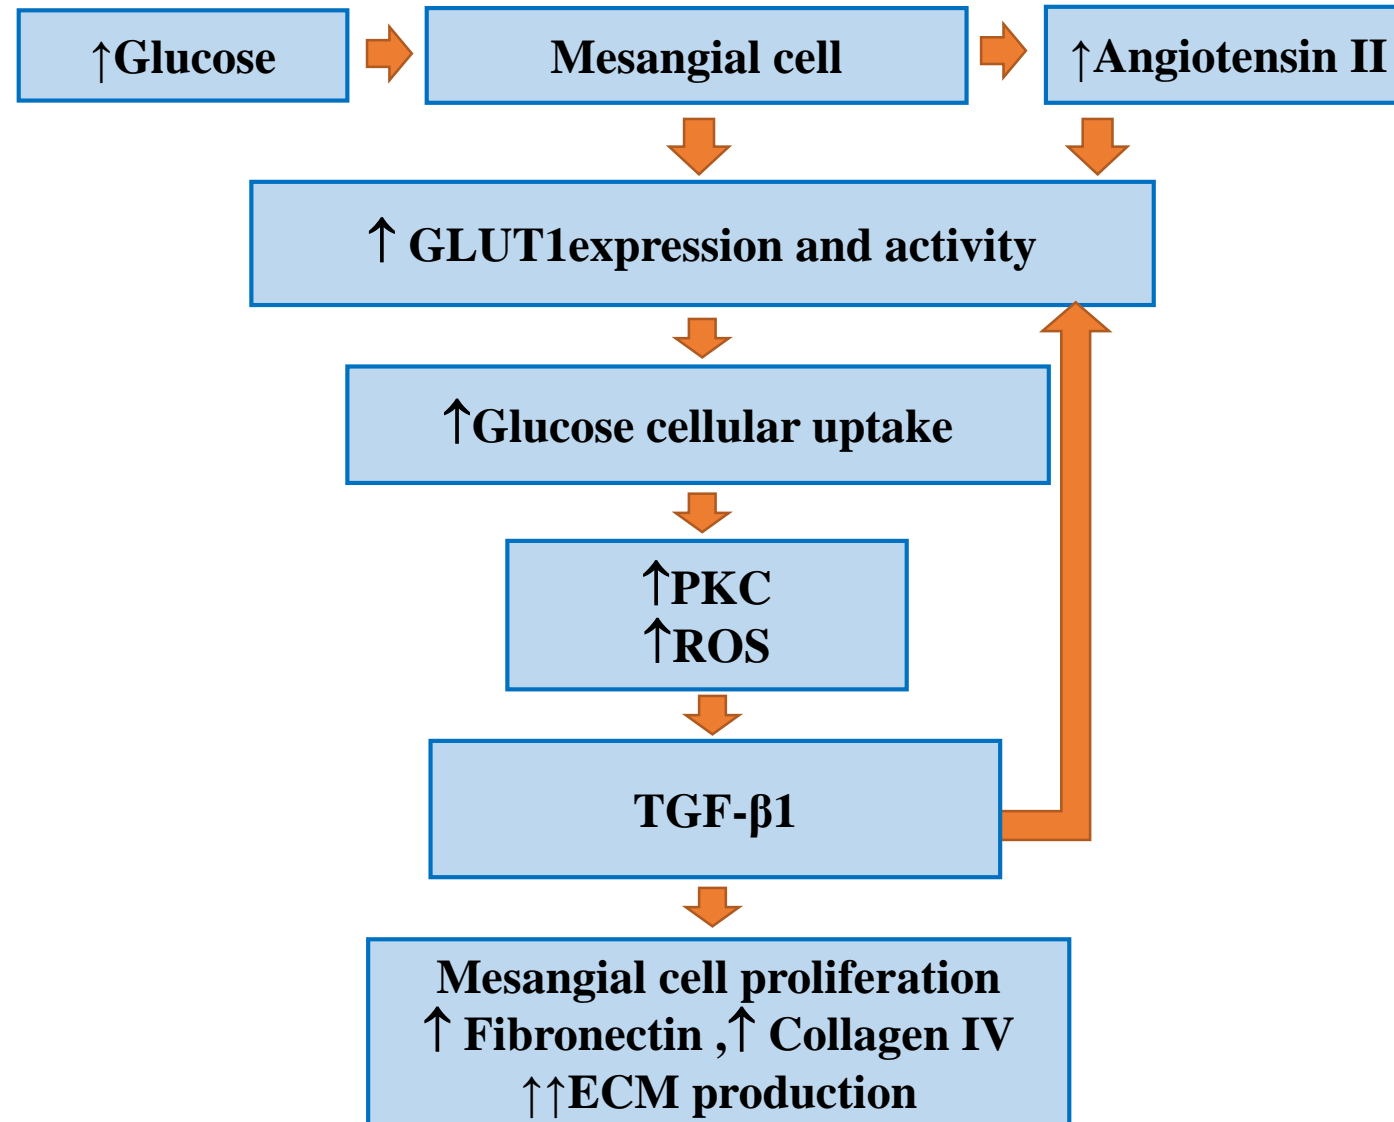 ↑Glucose
Mesangial cell
↑Angiotensin II
↑ GLUT1expression and activity
↑Glucose cellular uptake
↑PKC
↑ROS
TGF-β1
Mesangial cell proliferation
↑ Fibronectin ,↑ Collagen IV
↑↑ECM production